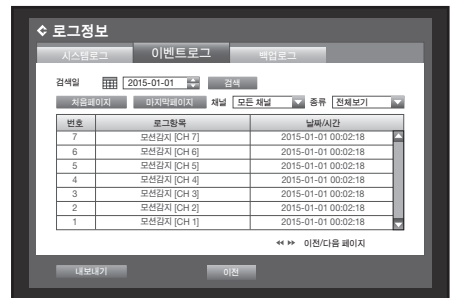 로그정보
시스템로그 이벤트로그 백업로그
검색일 2015-01-01 검색
처음페이지 마지막페이지 채널 모든 채널 종류 전체보기
번호 로그항목 날짜/시간
7 모션감지 [CH 7] 2015-01-01 00:02:18
6 모션감지 [CH 6] 2015-01-01 00:02:18
5 모션감지 [CH 5] 2015-01-01 00:02:18
4 모션감지 [CH 4] 2015-01-01 00:02:18
3 모션감지 [CH 3] 2015-01-01 00:02:18
2 모션감지 [CH 2] 2015-01-01 00:02:18
1 모션감지 [CH 1] 2015-01-01 00:02:18
이전/다음 페이지
내보내기 이전